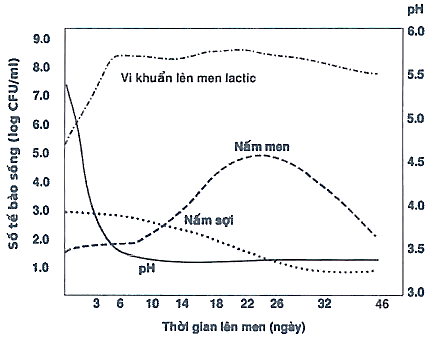 pH
9.0
8.0
7.0
6.0
5.0
4.0
3.0
2.0
1.0
Số tế bào sống (log CFU/ml)
6.0
5.5
5.0
4.5
4.0
3.5
3.0
Vi khuẩn lên men lactic
Nấm men
Nấm sợi
pH
3 6 10 14 18 22 26 32 46
Thời gian lên men (ngày)